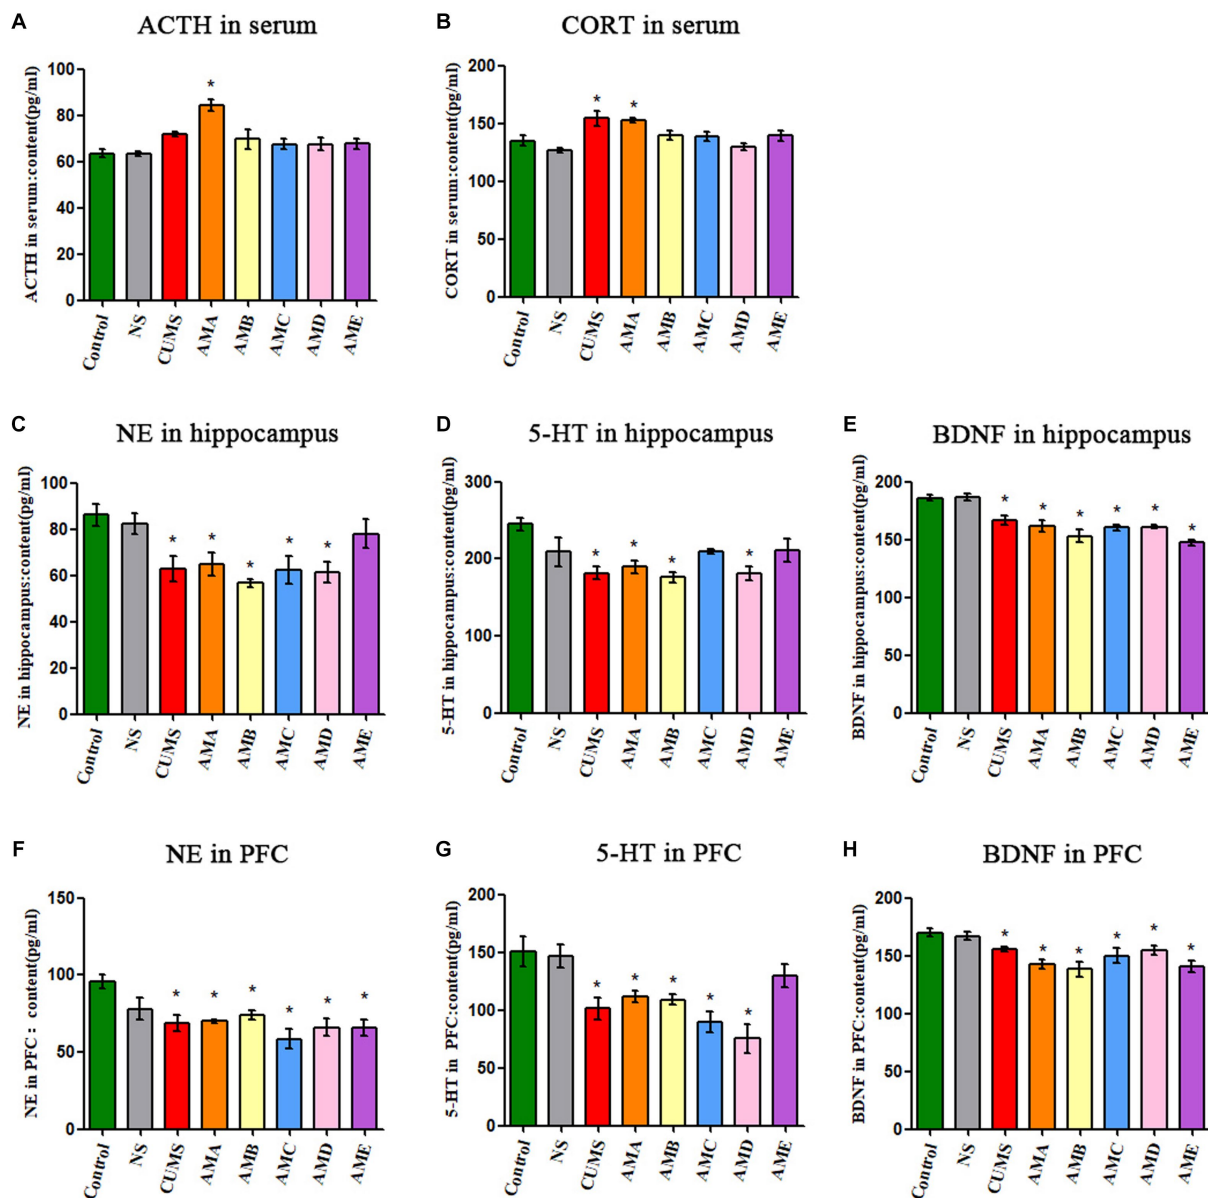 A
ACTH in serum
ACTH in serum:content(pg/ml)
100
80
60
40
20
0
*
Control
NS
CUMS
AMA
AMB
AMC
AMD
AME
B
CORT in serum
CORT in serum:content(pg/ml)
200
150
100
50
0
* *
Control
NS
CUMS
AMA
AMB
AMC
AMD
AME
C
NE in hippocampus
NE in hippocampus:content(pg/ml)
100
80
60
40
20
0
* * * * *
Control
NS
CUMS
AMA
AMB
AMC
AMD
AME
D
5-HT in hippocampus
5-HT in hippocampus:content(pg/ml)
300
200
100
0
* * * *
Control
NS
CUMS
AMA
AMB
AMC
AMD
AME
E
BDNF in hippocampus
BDNF in hippocampus:content(pg/ml)
200
150
100
50
0
* * * * * *
Control
NS
CUMS
AMA
AMB
AMC
AMD
AME
F
NE in PFC
NE in PFC: content(pg/ml)
150
100
50
0
* * * * * *
Control
NS
CUMS
AMA
AMB
AMC
AMD
AME
G
5-HT in PFC
5-HT in PFC:content(pg/ml)
200
150
100
50
0
* * * * *
Control
NS
CUMS
AMA
AMB
AMC
AMD
AME
H
BDNF in PFC
BDNF in PFC:content(pg/ml)
200
150
100
50
0
* * * * * *
Control
NS
CUMS
AMA
AMB
AMC
AMD
AME